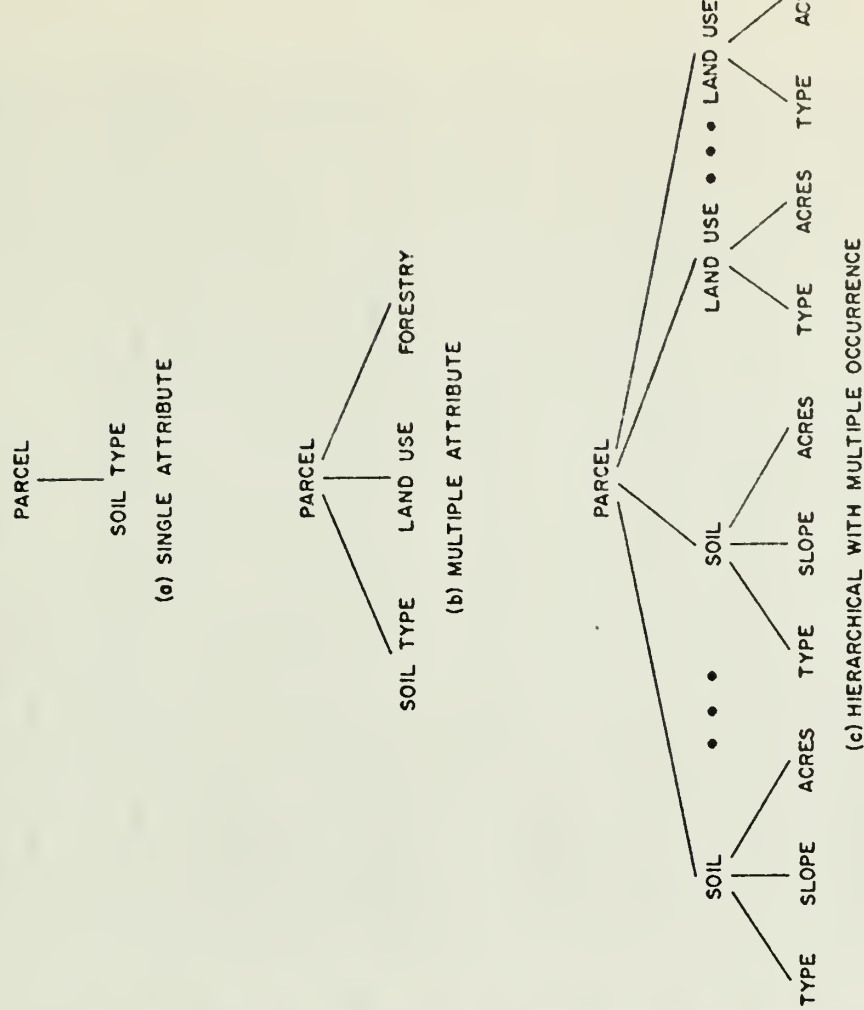 PARCEL
SOIL TYPE
(a) SINGLE ATTRIBUTE
PARCEL
SOIL TYPE LAND USE FORESTRY
(b) MULTIPLE ATTRIBUTE
PARCEL
SOIL • • • SOIL LAND USE • • • LAND USE
TYPE SLOPE ACRES TYPE SLOPE ACRES TYPE ACRES TYPE AC
(c) HIERARCHICAL WITH MULTIPLE OCCURRENCE